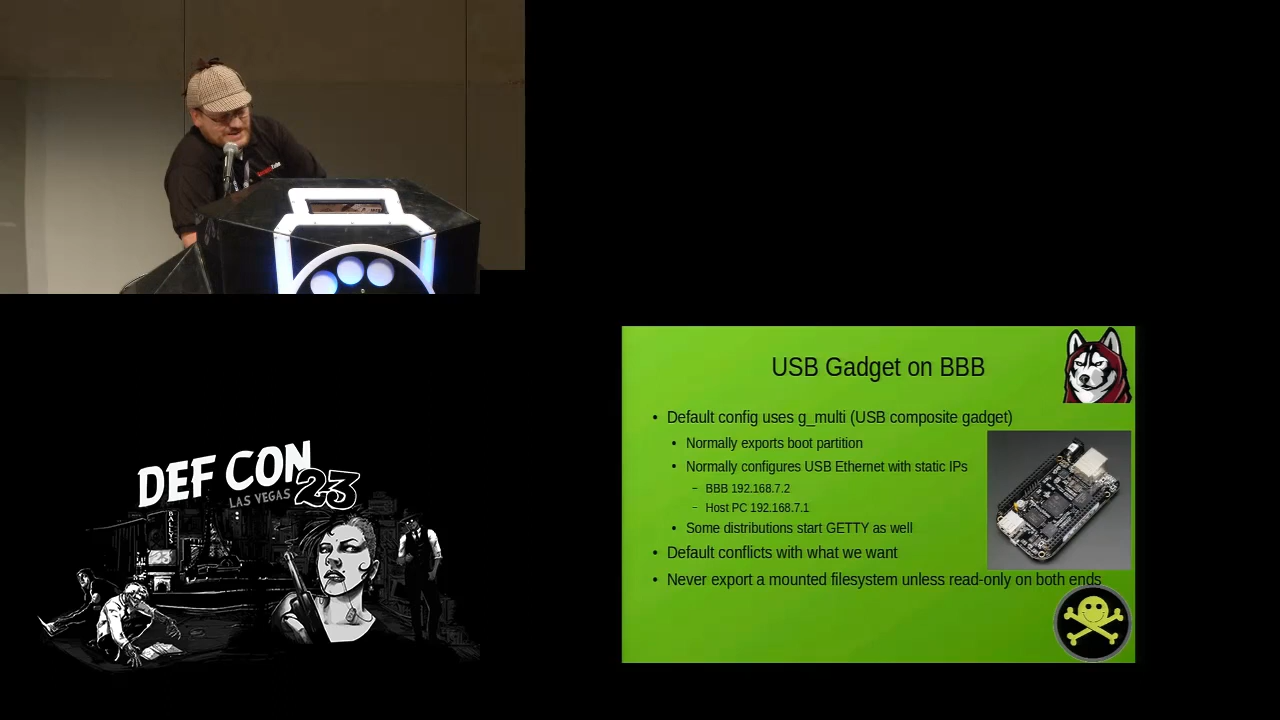 DEF CON
23
LAS VEGAS
BALLY'S
USB Gadget on BBB
• Default config uses g_multi (USB composite gadget)
• Normally exports boot partition
• Normally configures USB Ethernet with static IPs
– BBB 192.168.7.2
– Host PC 192.168.7.1
• Some distributions start GETTY as well
• Default conflicts with what we want
• Never export a mounted filesystem unless read-only on both ends